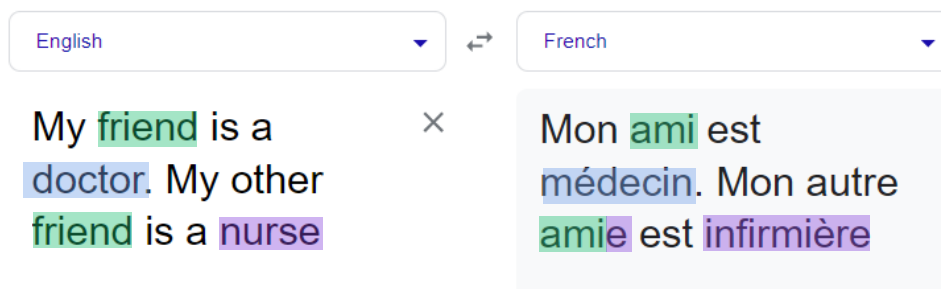 English
French
My friend is a
doctor. My other
friend is a nurse
Mon ami est
médecin. Mon autre
amie est infirmière